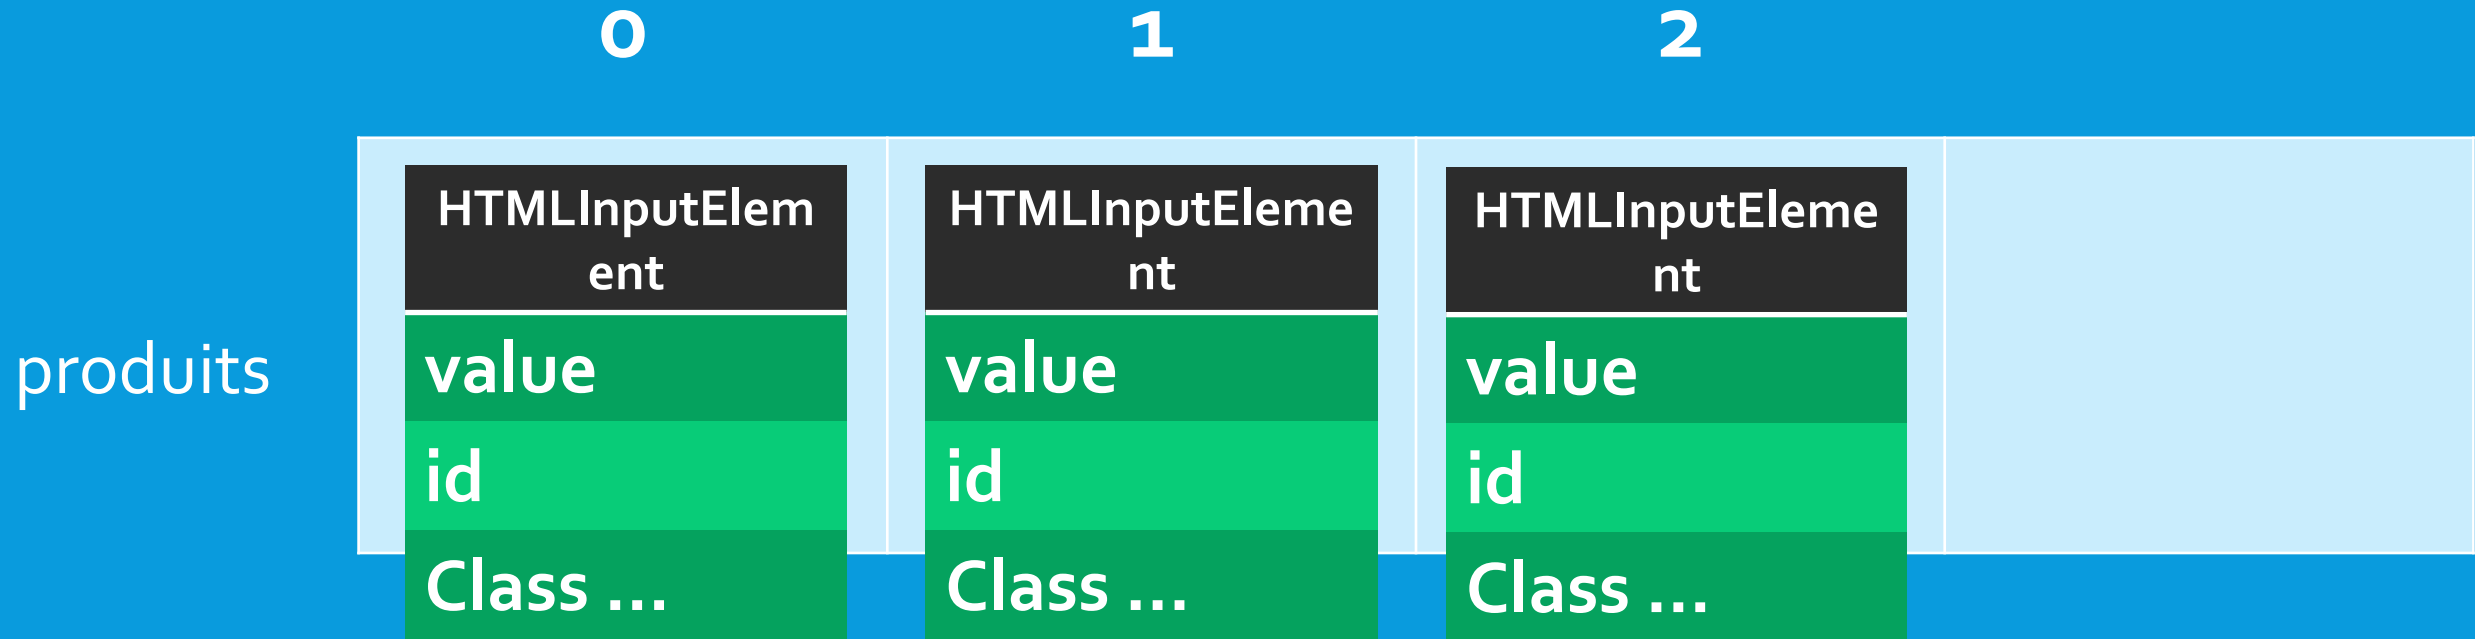 0 1 2
produits
HTMLInputElem
ent
value
id
Class ...
HTMLInputEleme
nt
value
id
Class ...
HTMLInputEleme
nt
value
id
Class ...